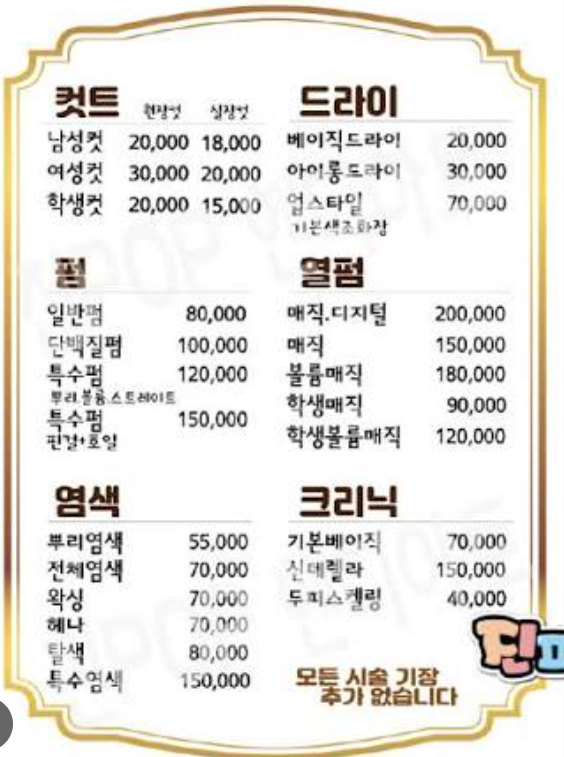 컷트 원장컷 실장컷
남성컷 20,000 18,000
여성컷 30,000 20,000
학생컷 20,000 15,000
드라이
베이직드라이 20,000
아이롱드라이 30,000
업스타일 70,000
기본색조화장
펌
일반펌 80,000
단백질펌 100,000
특수펌 120,000
뿌리.볼륨.스트레이트
특수펌 150,000
핀컬+호일
열펌
매직.디지털 200,000
매직 150,000
볼륨매직 180,000
학생매직 90,000
학생볼륨매직 120,000
염색
뿌리염색 55,000
전체염색 70,000
왁싱 70,000
헤나 70,000
탈색 80,000
특수염색 150,000
크리닉
기본베이직 70,000
신데렐라 150,000
두피스켈링 40,000
모든 시술 기장
추가 없습니다